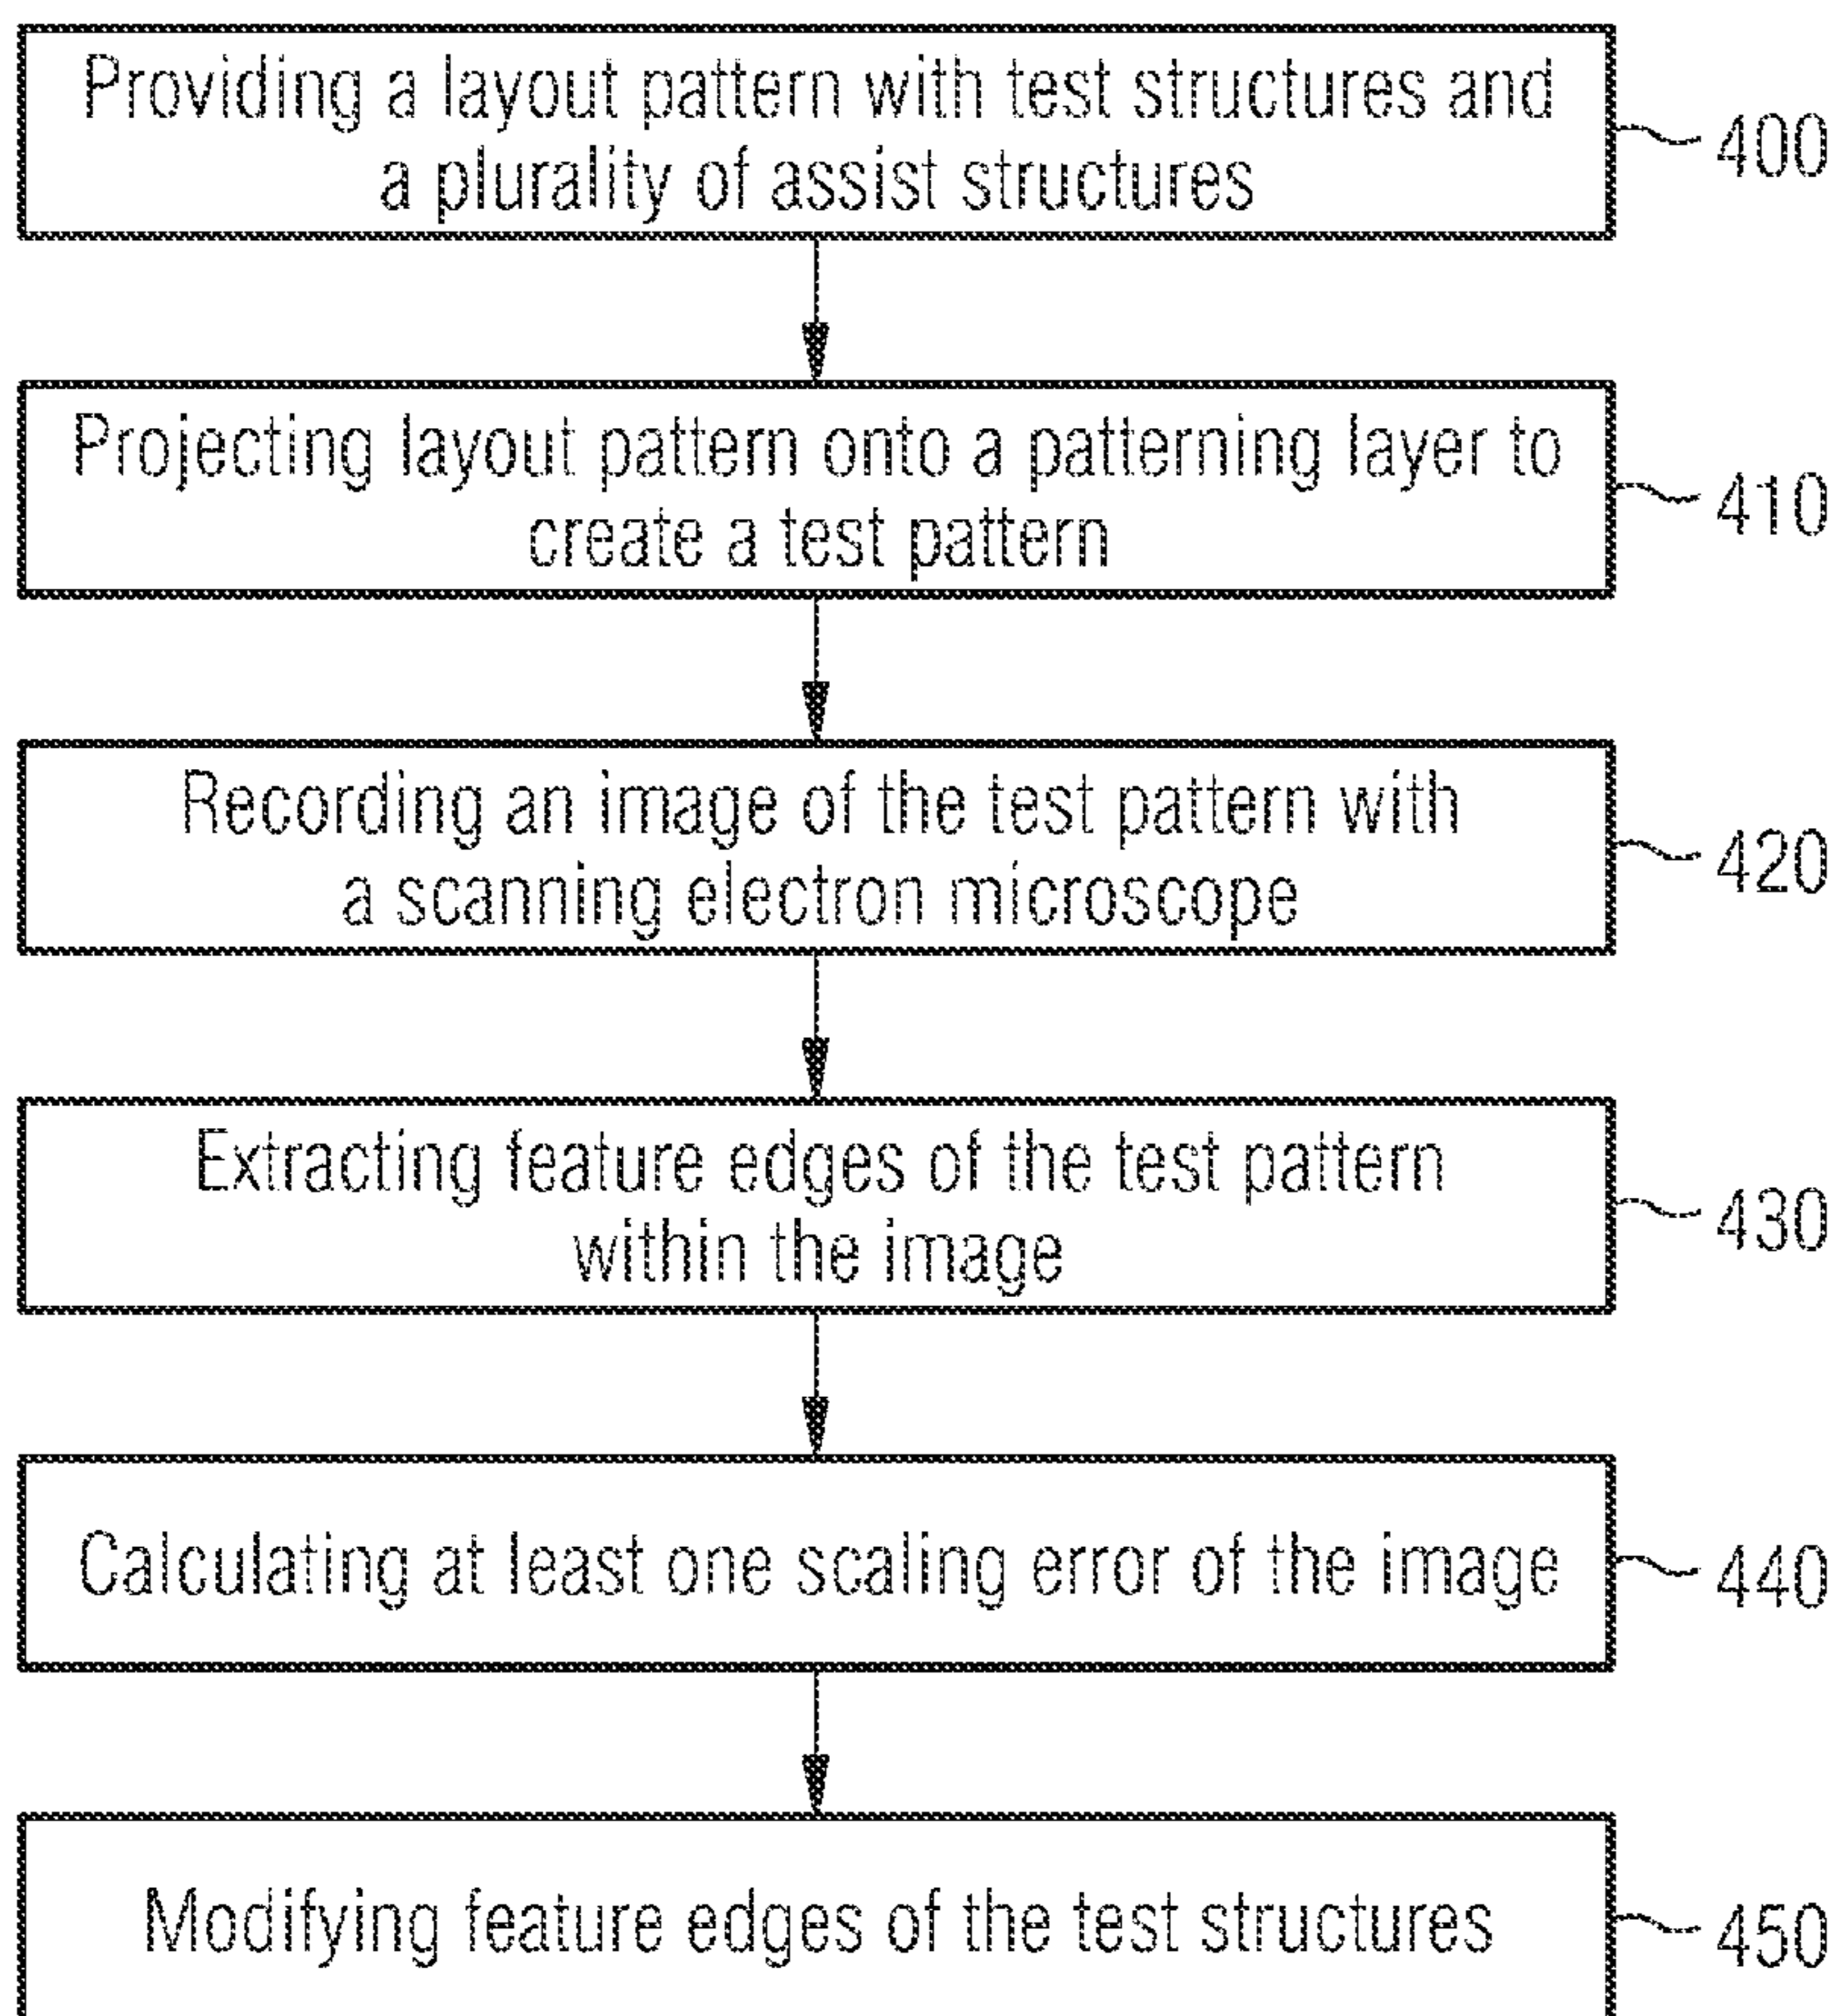 Providing a layout pattern with test structures and
a plurality of assist structures
400
Projecting layout pattern onto a patterning layer to
create a test pattern
410
Recording an image of the test pattern with
a scanning electron microscope
420
Extracting feature edges of the test pattern
within the image
430
Calculating at least one scaling error of the image
440
Modifying feature edges of the test structures
450